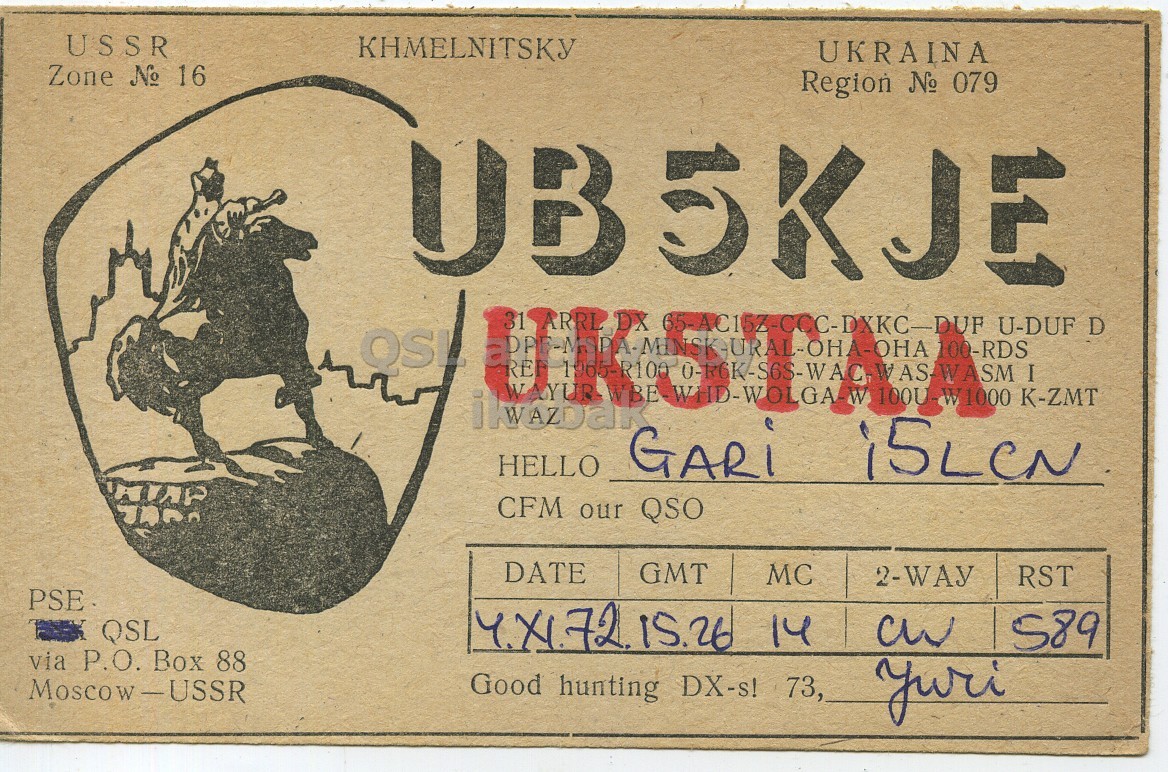 USSR
Zone № 16
KHMELNITSKY
UKRAINA
Region № 079
UB5KJE
UK5TAA
31 ARRL DX 65-AC15Z-CCC-DXKC—DUF U-DUF D
DPF-MSPA-MINSK-URAL-OHA-OHA 100-RDS
REF 1965-R100 0-R6K-S6S-WAC-WAS-WASM I
WAYUR-WBE-WHD-WOLGA-W 100U-W1000 K-ZMT
WAZ
QSL archive by
ik6bak
HELLO GARi i5LCN
CFM our QSO
DATE GMT MC 2-WAY RST
4.XI.72. 15.26 14 CW 589
Good hunting DX-s! 73, Yuri
PSE
QSL
via P.O. Box 88
Moscow—USSR